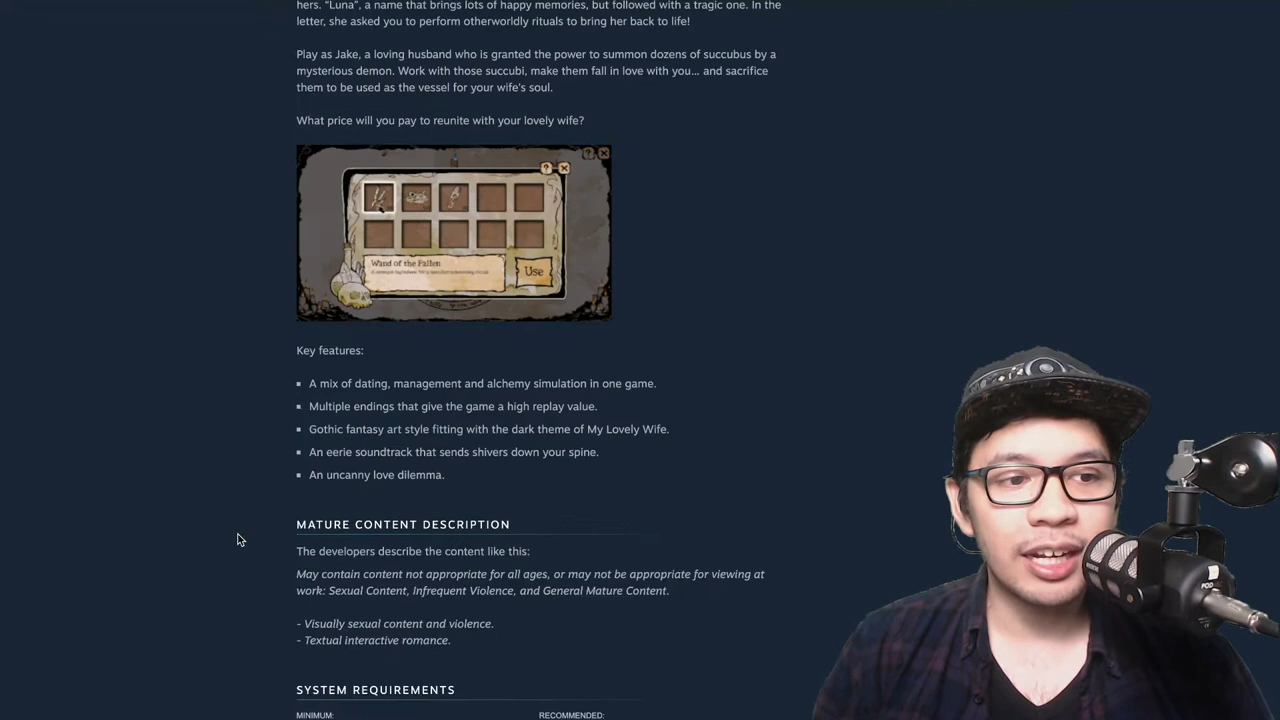 hers. “Luna”, a name that brings lots of happy memories, but followed with a tragic one. In the
letter, she asked you to perform otherworldly rituals to bring her back to life!
Play as Jake, a loving husband who is granted the power to summon dozens of succubus by a
mysterious demon. Work with those succubi, make them fall in love with you… and sacrifice
them to be used as the vessel for your wife's soul.
What price will you pay to reunite with your lovely wife?
Wand of the Fallen
Use
Key features:
A mix of dating, management and alchemy simulation in one game.
Multiple endings that give the game a high replay value.
Gothic fantasy art style fitting with the dark theme of My Lovely Wife.
An eerie soundtrack that sends shivers down your spine.
An uncanny love dilemma.
MATURE CONTENT DESCRIPTION
The developers describe the content like this:
May contain content not appropriate for all ages, or may not be appropriate for viewing at
work: Sexual Content, Infrequent Violence, and General Mature Content.
- Visually sexual content and violence.
- Textual interactive romance.
SYSTEM REQUIREMENTS
MINIMUM:
RECOMMENDED:
POD